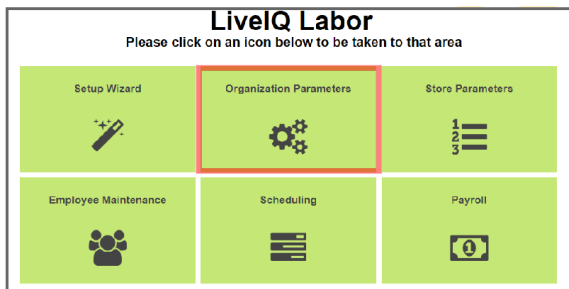 LiveIQ Labor
Please click on an icon below to be taken to that area
Setup Wizard
Organization Parameters
Store Parameters
1
2
3
Employee Maintenance
Scheduling
Payroll
1